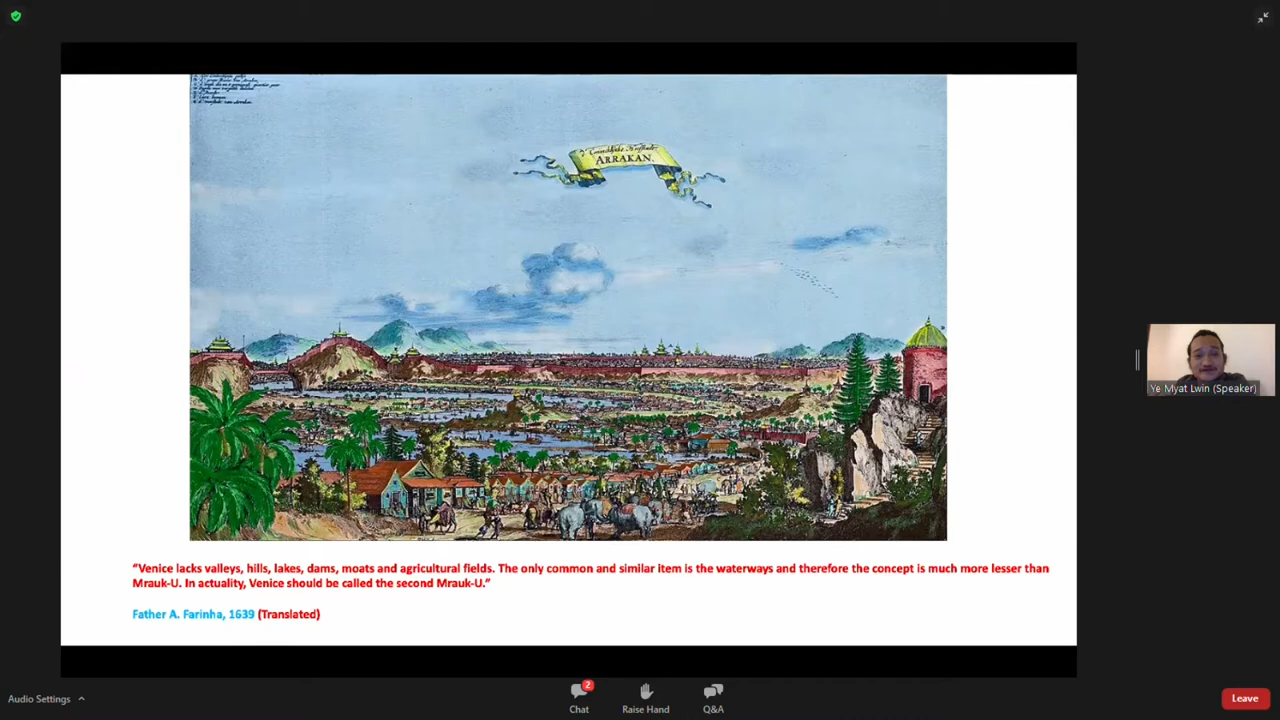 ARRAKAN.
"Venice lacks valleys, hills, lakes, dams, moats and agricultural fields. The only common and similar item is the waterways and therefore the concept is much more lesser than
Mrauk-U. In actuality, Venice should be called the second Mrauk-U."
Father A. Farinha, 1639 (Translated)
Ye Myat Lwin (Speaker)
Audio Settings
2
Chat
Raise Hand
Q&A
Leave